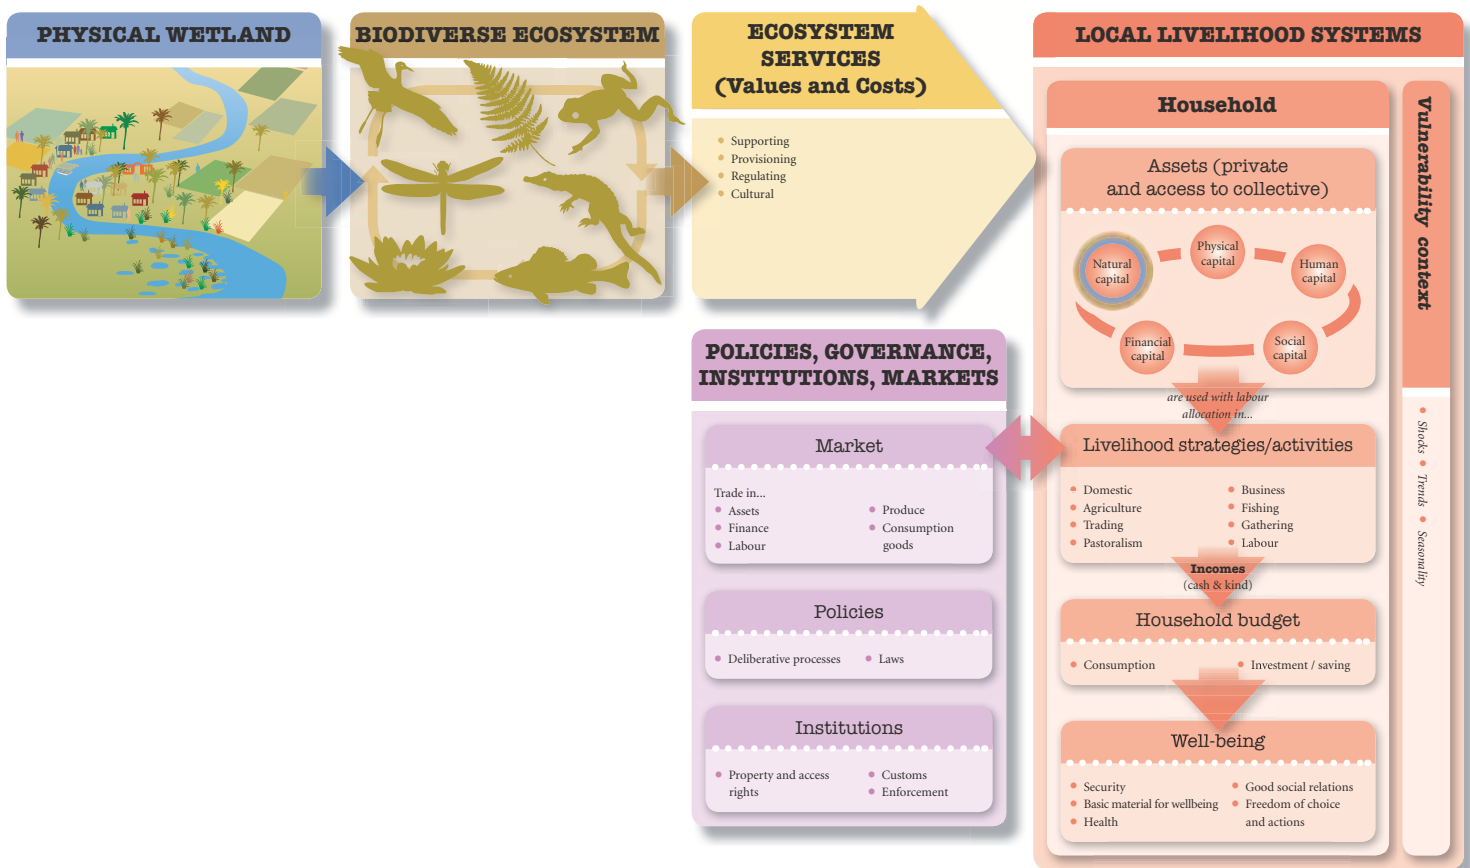 PHYSICAL WETLAND
BIODIVERSE ECOSYSTEM
ECOSYSTEM
SERVICES
(Values and Costs)
Supporting
Provisioning
Regulating
Cultural
LOCAL LIVELIHOOD SYSTEMS
Household
Assets (private
and access to collective)
Natural
capital
Physical
capital
Human
capital
Financial
capital
Social
capital
are used with labour
allocation in...
Livelihood strategies/activities
Domestic
Agriculture
Trading
Pastoralism
Business
Fishing
Gathering
Labour
Incomes
(cash & kind)
Household budget
Consumption
Investment / saving
Well-being
Security
Basic material for wellbeing
Health
Good social relations
Freedom of choice
and actions
Vulnerability context
• Shocks • Trends • Seasonality
POLICIES, GOVERNANCE,
INSTITUTIONS, MARKETS
Market
Trade in...
Assets
Finance
Labour
Produce
Consumption
goods
Policies
Deliberative processes
Laws
Institutions
Property and access
rights
Customs
Enforcement